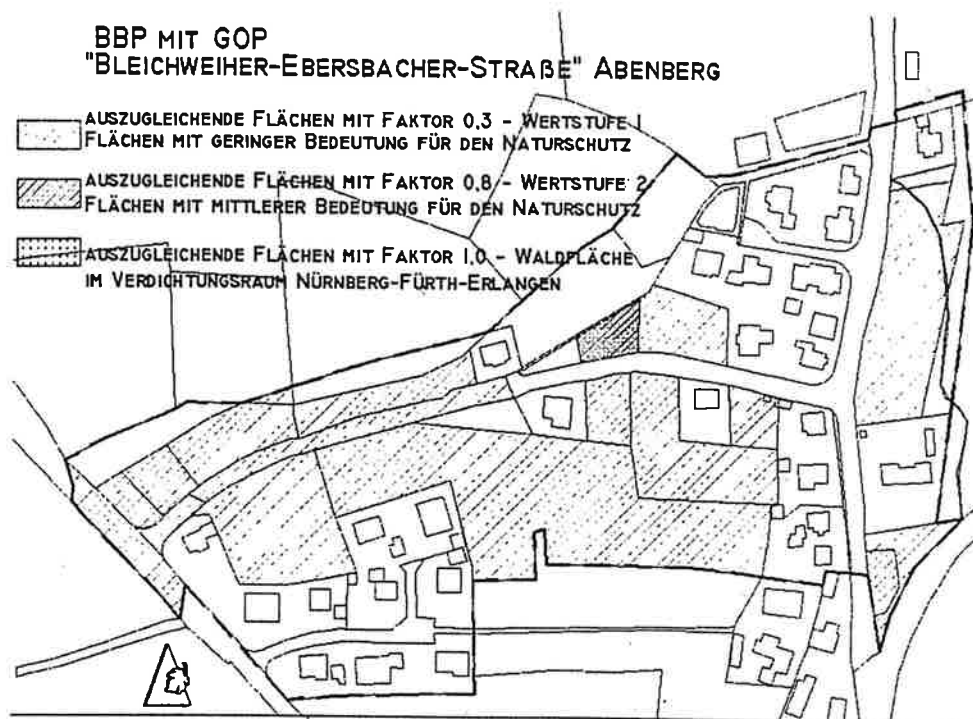 BBP MIT GOP
"BLEICHWEIHER-EBERSBACHER-STRAßE" ABENBERG
AUSZUGLEICHENDE FLÄCHEN MIT FAKTOR 0,3 - WERTSTUFE 1
FLÄCHEN MIT GERINGER BEDEUTUNG FÜR DEN NATURSCHUTZ
AUSZUGLEICHENDE FLÄCHEN MIT FAKTOR 0,8 - WERTSTUFE 2
FLÄCHEN MIT MITTLERER BEDEUTUNG FÜR DEN NATURSCHUTZ
AUSZUGLEICHENDE FLÄCHEN MIT FAKTOR 1,0 - WALDFLÄCHE
IM VERDICHTUNGSRAUM NÜRNBERG-FÜRTH-ERLANGEN